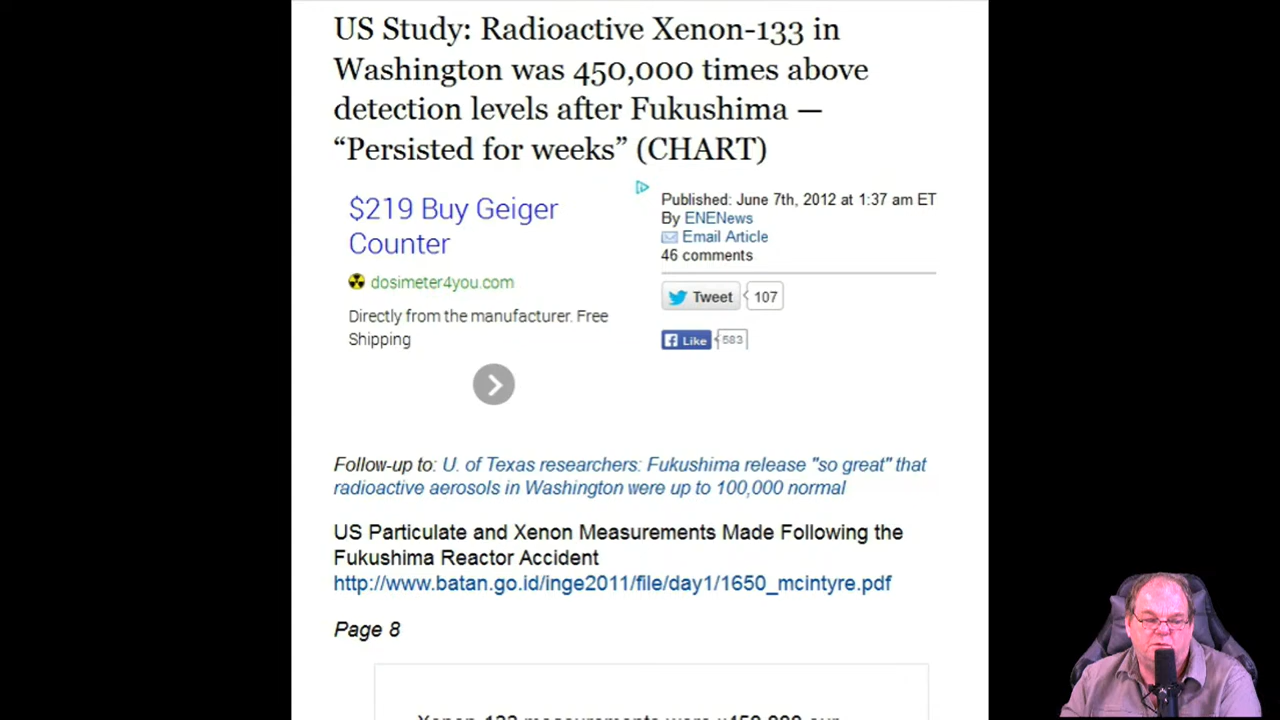 US Study: Radioactive Xenon-133 in
Washington was 450,000 times above
detection levels after Fukushima —
“Persisted for weeks” (CHART)
$219 Buy Geiger
Counter
dosimeter4you.com
Directly from the manufacturer. Free
Shipping
Published: June 7th, 2012 at 1:37 am ET
By ENENews
Email Article
46 comments
Tweet 107
Like 583
Follow-up to: U. of Texas researchers: Fukushima release "so great" that
radioactive aerosols in Washington were up to 100,000 normal
US Particulate and Xenon Measurements Made Following the
Fukushima Reactor Accident
http://www.batan.go.id/inge2011/file/day1/1650_mcintyre.pdf
Page 8